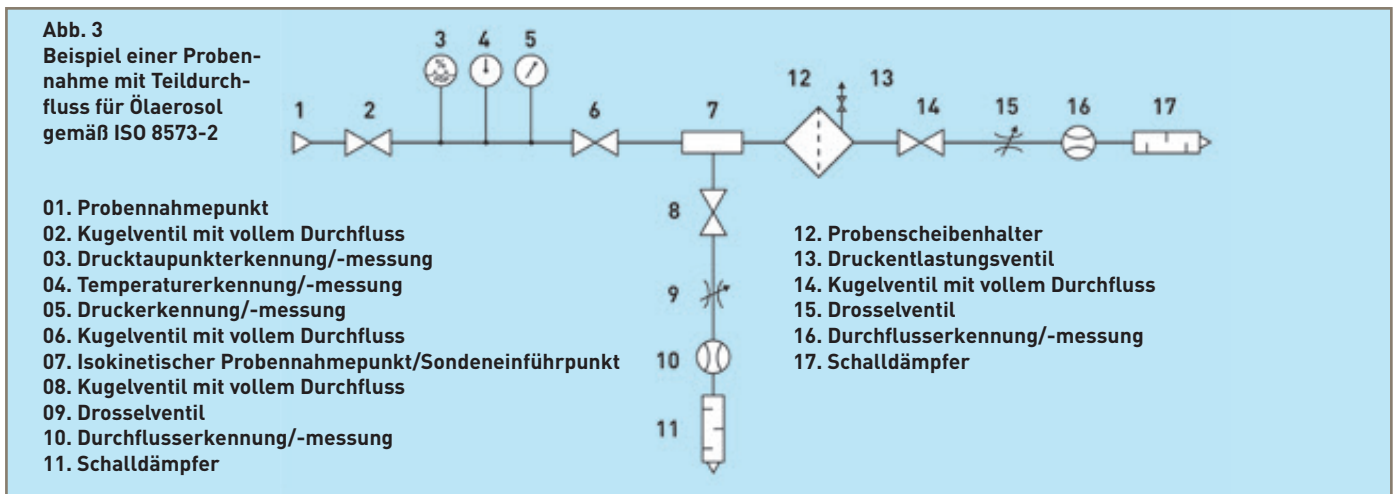 Abb. 3
Beispiel einer Proben-
nahme mit Teildurch-
fluss für Ölaerosol
gemäß ISO 8573-2
3 4 5
12 13
1 2 6 7 14 15 16 17
8
9
10
11
01. Probennahmepunkt
02. Kugelventil mit vollem Durchfluss
03. Drucktaupunkterkennung/-messung
04. Temperaturerkennung/-messung
05. Druckerkennung/-messung
06. Kugelventil mit vollem Durchfluss
07. Isokinetischer Probennahmepunkt/Sondeneinführpunkt
08. Kugelventil mit vollem Durchfluss
09. Drosselventil
10. Durchflusserkennung/-messung
11. Schalldämpfer
12. Probenscheibenhalter
13. Druckentlastungsventil
14. Kugelventil mit vollem Durchfluss
15. Drosselventil
16. Durchflusserkennung/-messung
17. Schalldämpfer